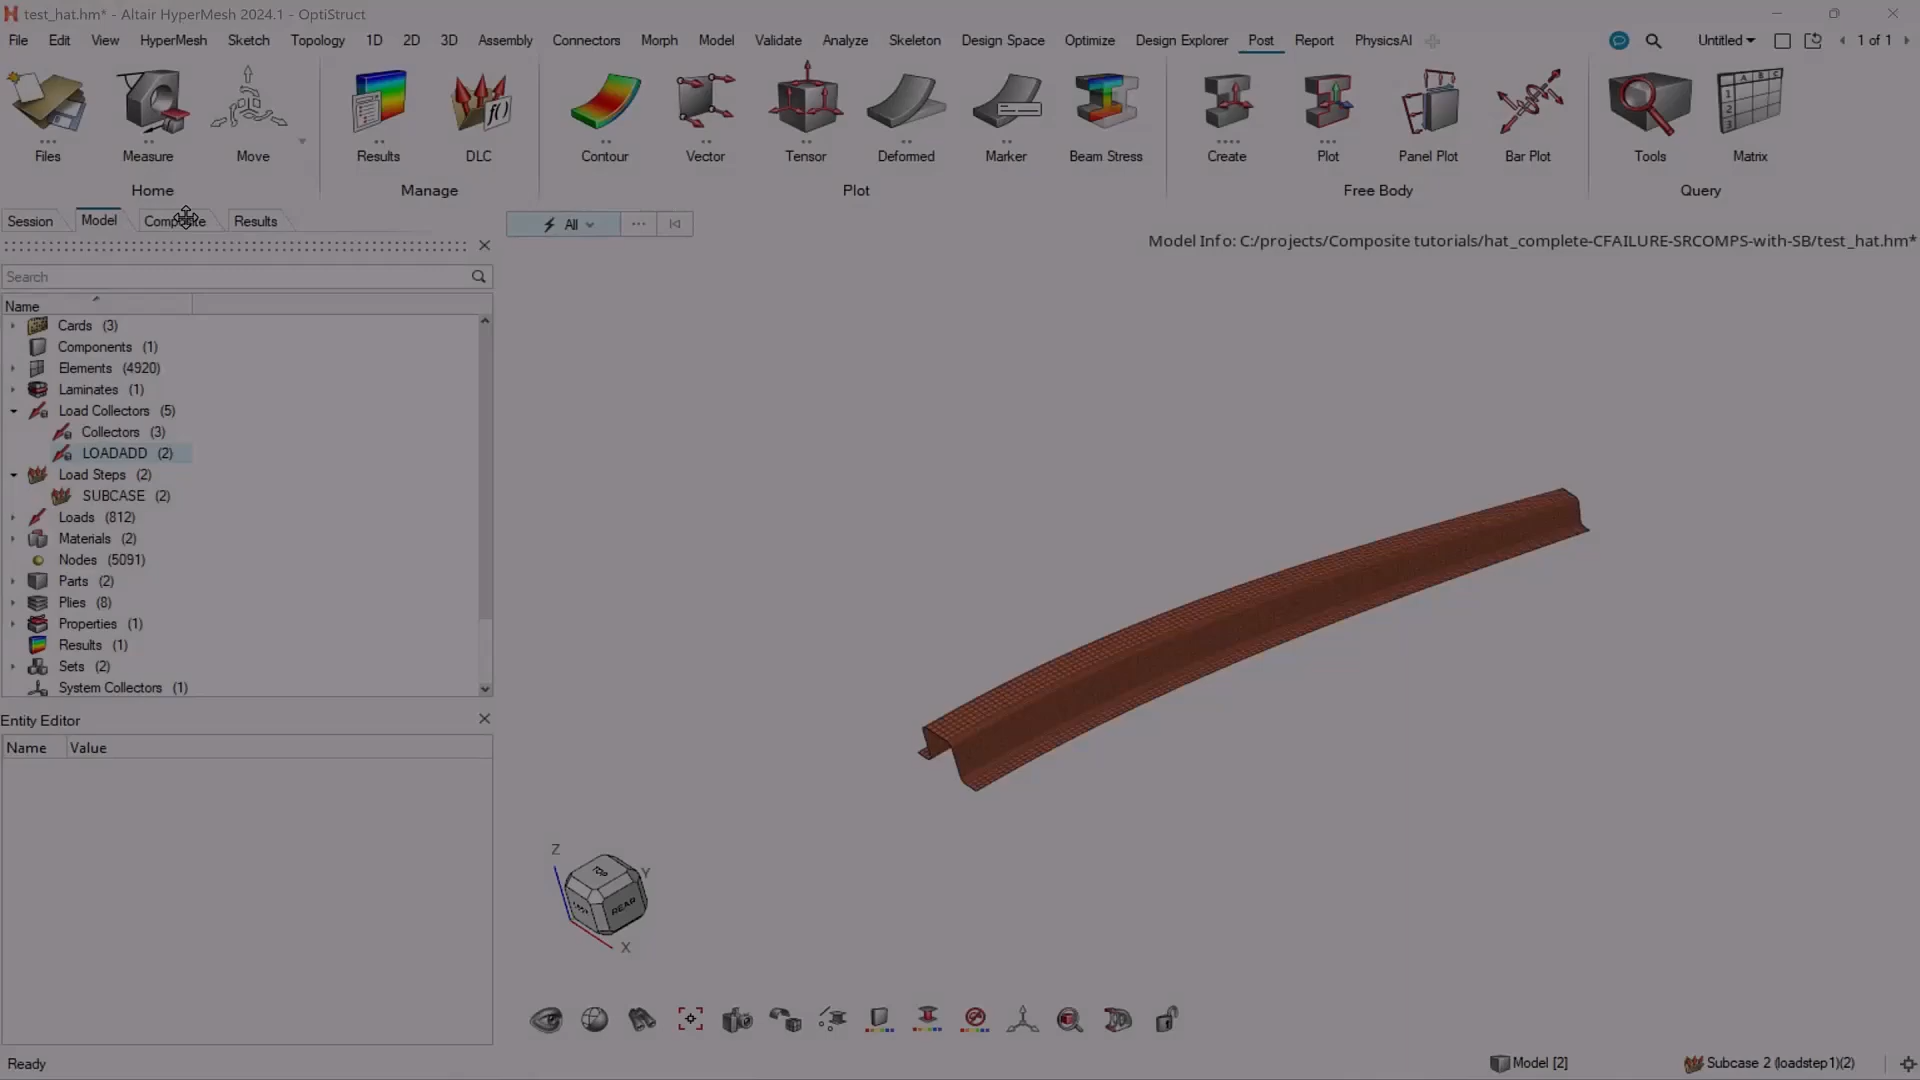 test_hat.hm* - Altair HyperMesh 2024.1 - OptiStruct
File Edit View HyperMesh Sketch Topology 1D 2D 3D Assembly Connectors Morph Model Validate Analyze Skeleton Design Space Optimize Design Explorer Post Report PhysicsAI Untitled 1 of 1
Files Measure Move Results DLC Contour Vector Tensor Deformed Marker Beam Stress Create Plot Panel Plot Bar Plot Tools Matrix
Home Manage Plot Free Body Query
Session Model Composite Results
All
Model Info: C:/projects/Composite tutorials/hat_complete-CFAILURE-SRCOMPS-with-SB/test_hat.hm*
Search
Name
Cards (3)
Components (1)
Elements (4920)
Laminates (1)
Load Collectors (5)
Collectors (3)
LOADADD (2)
Load Steps (2)
SUBCASE (2)
Loads (812)
Materials (2)
Nodes (5091)
Parts (2)
Plies (8)
Properties (1)
Results (1)
Sets (2)
System Collectors (1)
Entity Editor
Name Value
Z
Y
REAR
X
Ready
Model [2]
Subcase 2 (loadstep1)(2)